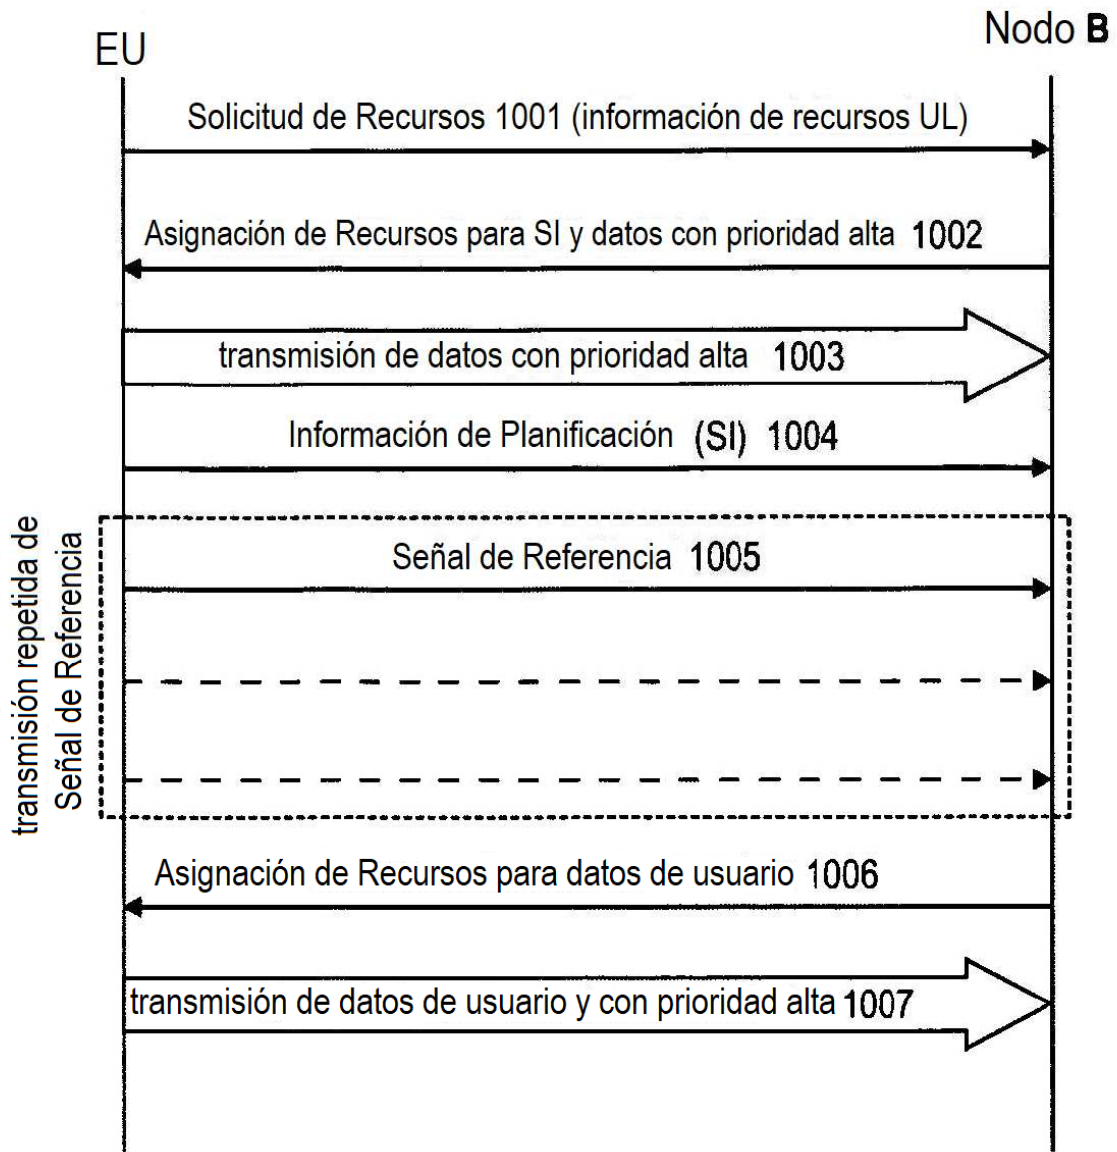 EU
Nodo B
Solicitud de Recursos 1001 (información de recursos UL)
Asignación de Recursos para SI y datos con prioridad alta 1002
transmisión de datos con prioridad alta 1003
Información de Planificación (SI) 1004
transmisión repetida de
Señal de Referencia
Señal de Referencia 1005
Asignación de Recursos para datos de usuario 1006
transmisión de datos de usuario y con prioridad alta 1007